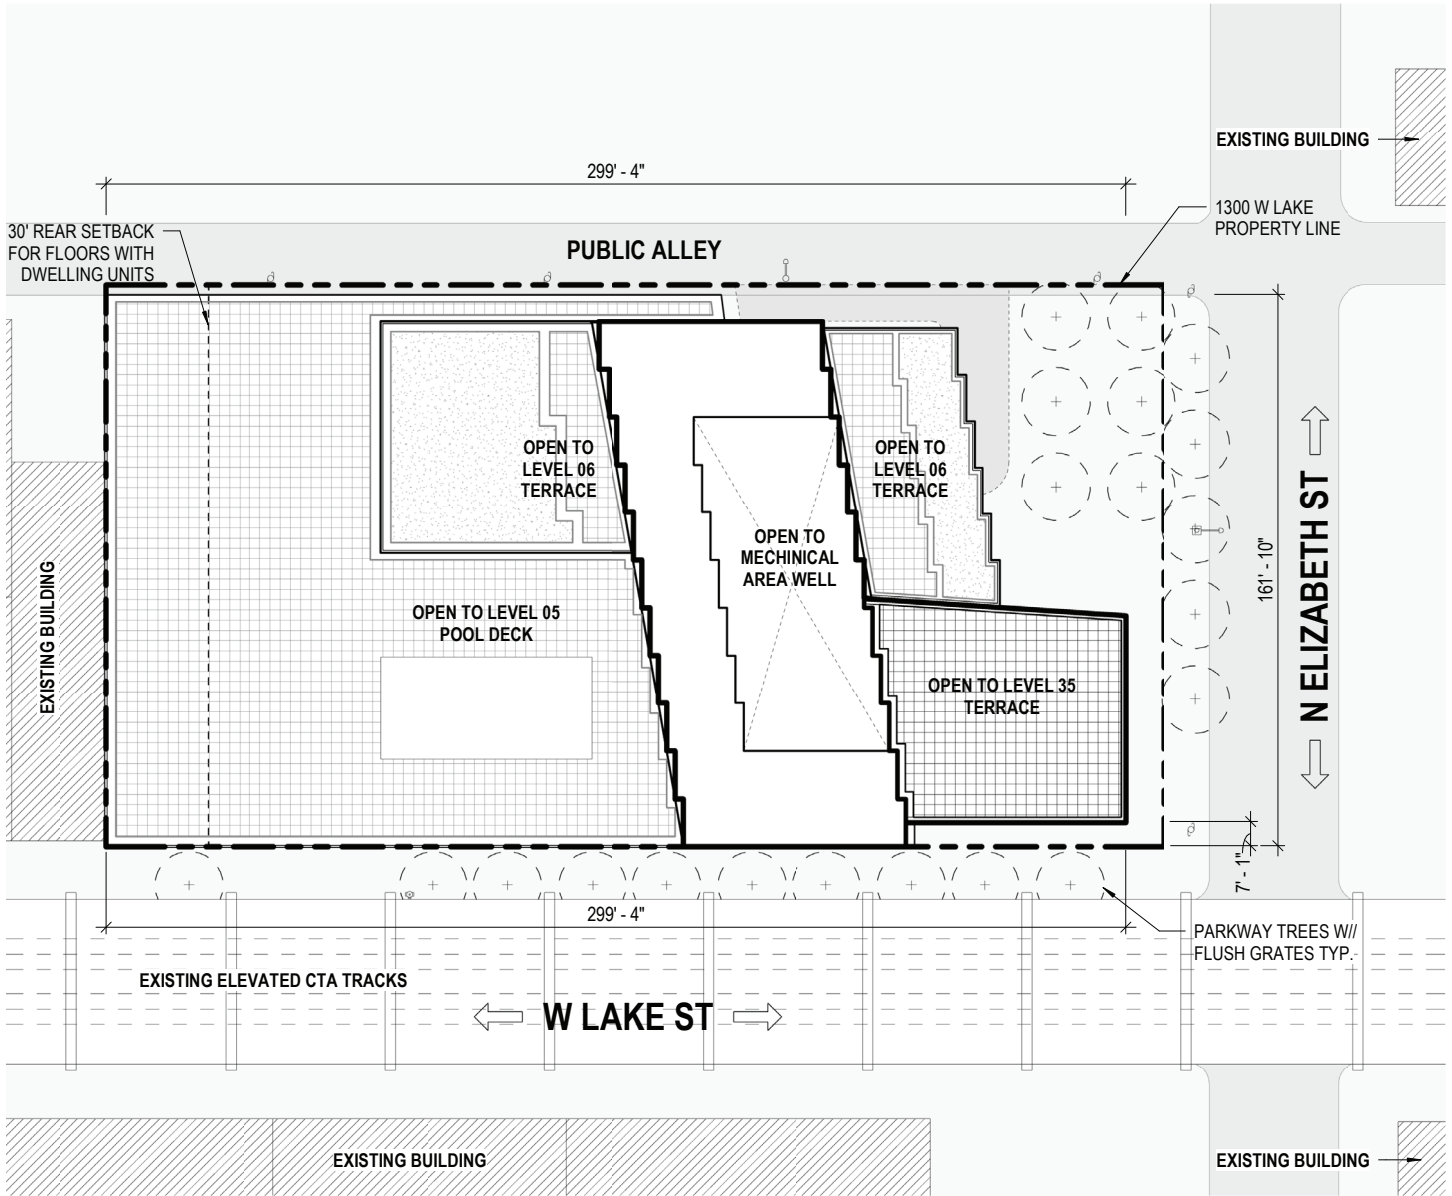 EXISTING BUILDING
299' - 4"
1300 W LAKE
PROPERTY LINE
30' REAR SETBACK
FOR FLOORS WITH
DWELLING UNITS
PUBLIC ALLEY
OPEN TO
LEVEL 06
TERRACE
OPEN TO
LEVEL 06
TERRACE
OPEN TO
MECHINICAL
AREA WELL
N ELIZABETH ST
161' - 10"
EXISTING BUILDING
OPEN TO LEVEL 05
POOL DECK
OPEN TO LEVEL 35
TERRACE
7' - 1"
299' - 4"
PARKWAY TREES W//
FLUSH GRATES TYP.
EXISTING ELEVATED CTA TRACKS
W LAKE ST
EXISTING BUILDING
EXISTING BUILDING